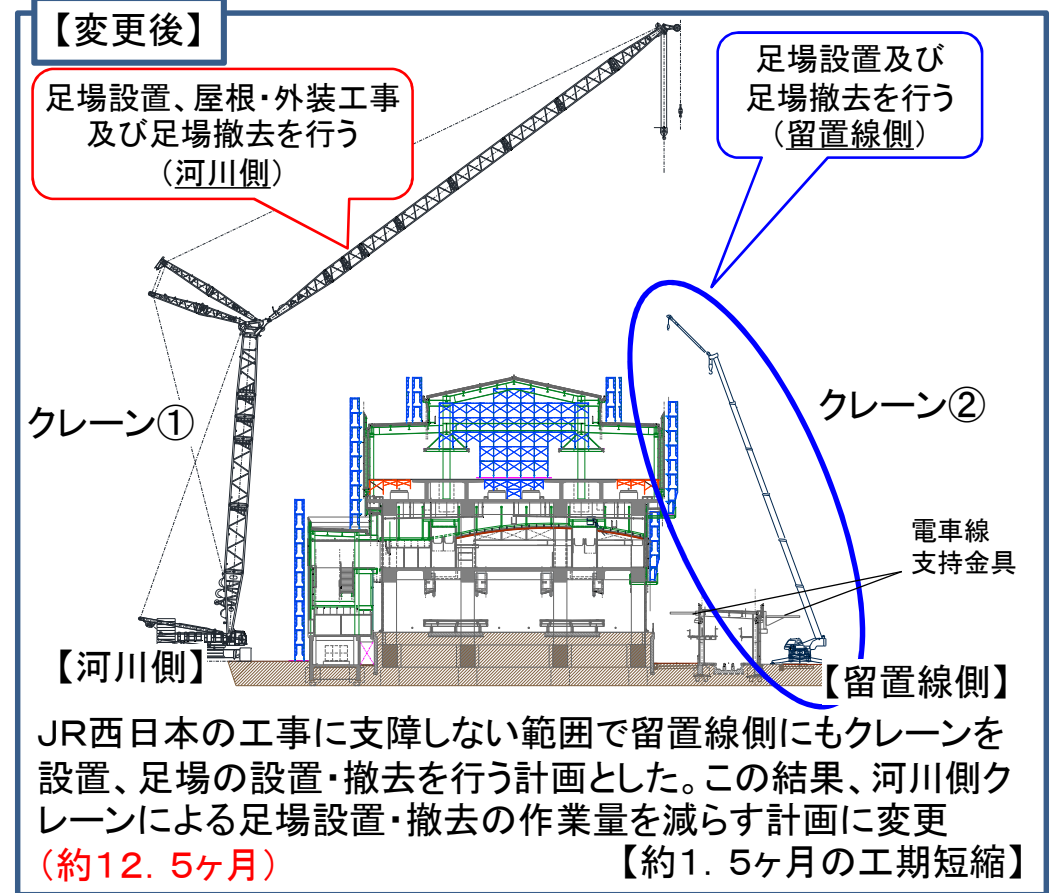 【変更後】
足場設置、屋根・外装工事
及び足場撤去を行う
（河川側）
足場設置及び
足場撤去を行う
（留置線側）
クレーン①
クレーン②
電車線
支持金具
【河川側】
【留置線側】
JR西日本の工事に支障しない範囲で留置線側にもクレーンを
設置、足場の設置・撤去を行う計画とした。この結果、河川側ク
レーンによる足場設置・撤去の作業量を減らす計画に変更
（約１２．５ヶ月） 【約１．５ヶ月の工期短縮】